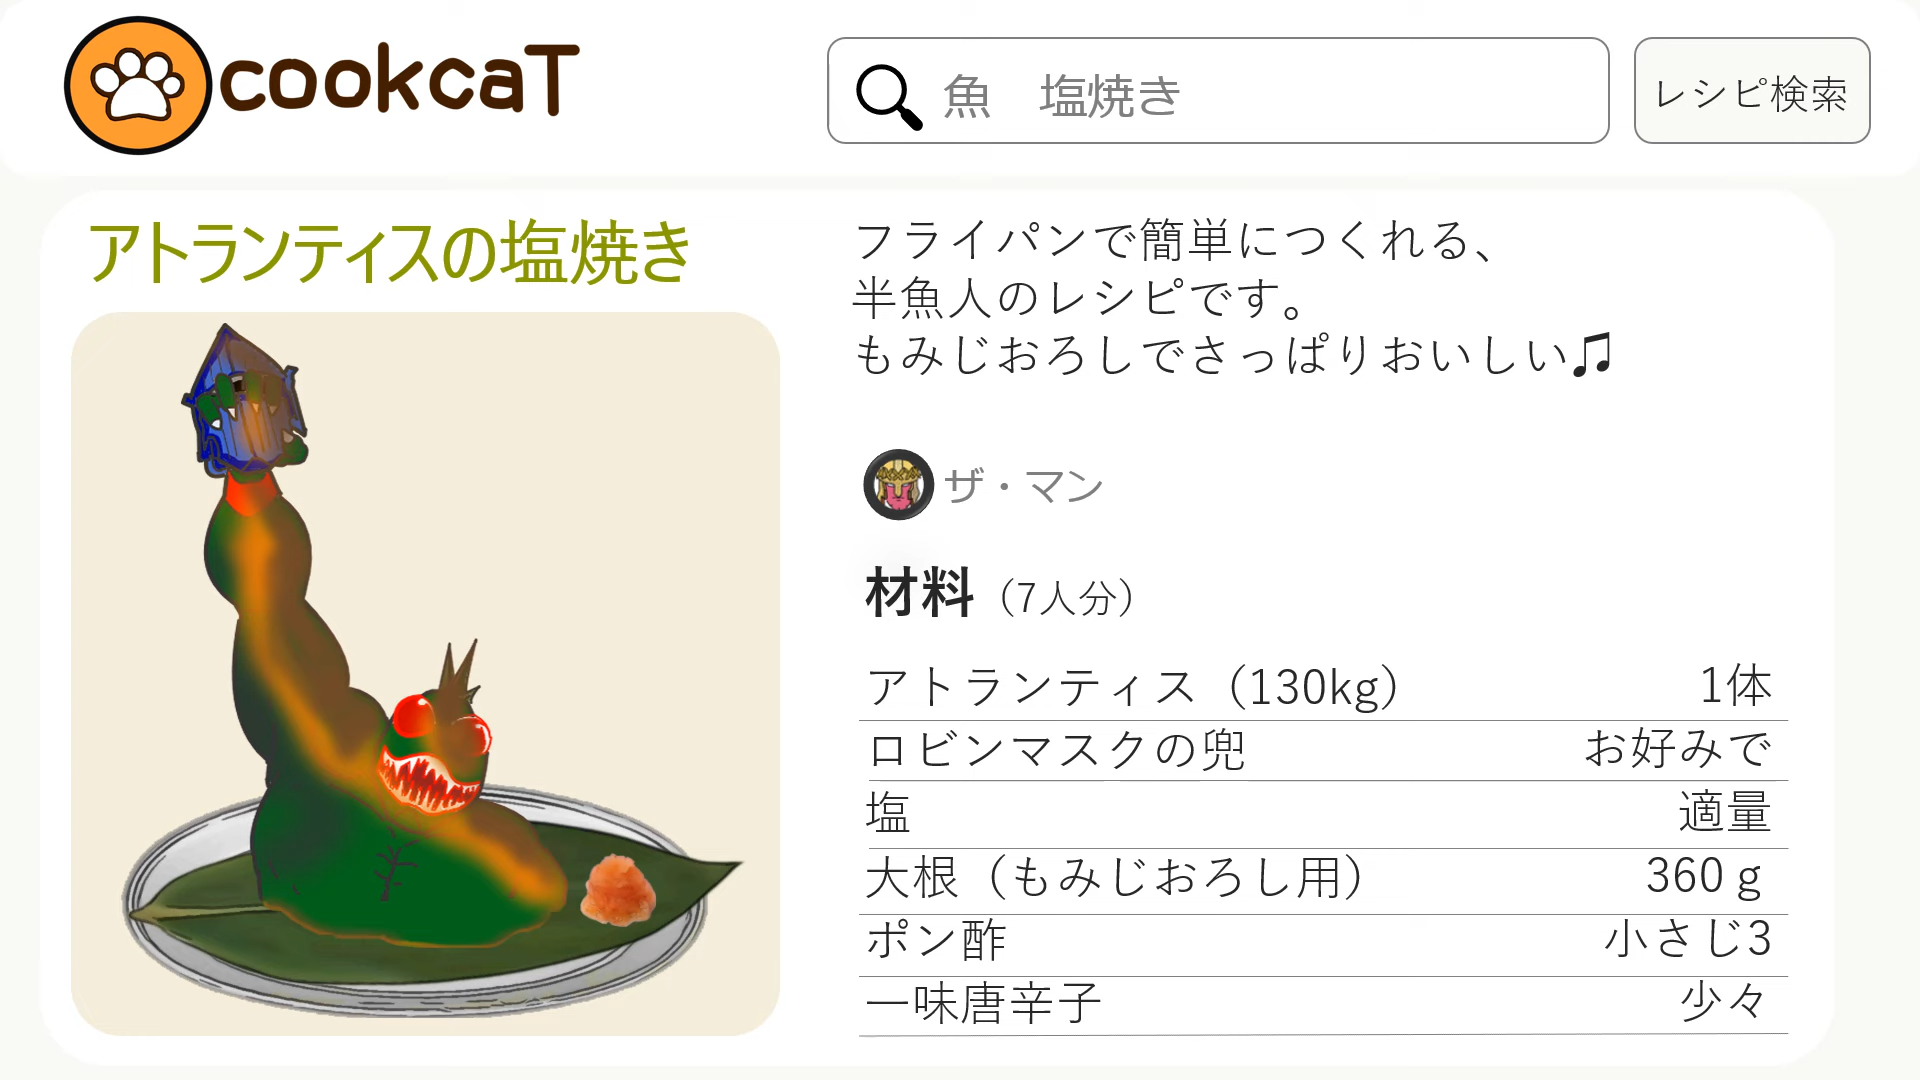 cookcaT
魚　塩焼き
レシピ検索
アトランティスの塩焼き
フライパンで簡単につくれる、
半魚人のレシピです。
もみじおろしでさっぱりおいしい♫
ザ・マン
材料（7人分）
アトランティス（130kg）　1体
ロビンマスクの兜　お好みで
塩　適量
大根（もみじおろし用）　360ｇ
ポン酢　小さじ3
一味唐辛子　少々